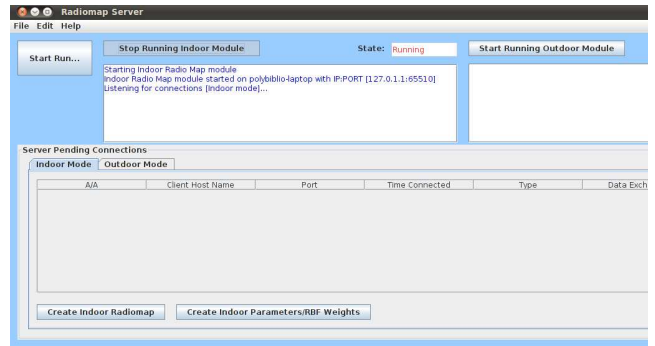 Radiomap Server
File Edit Help
Start Run...
Stop Running Indoor Module
State: Running
Start Running Outdoor Module
Starting Indoor Radio Map module
Indoor Radio Map module started on polybiblio-laptop with IP:PORT [127.0.1.1:65510]
Listening for connections [Indoor mode]...
Server Pending Connections
Indoor Mode Outdoor Mode
A/A Client Host Name Port Time Connected Type Data Exch
Create Indoor Radiomap Create Indoor Parameters/RBF Weights